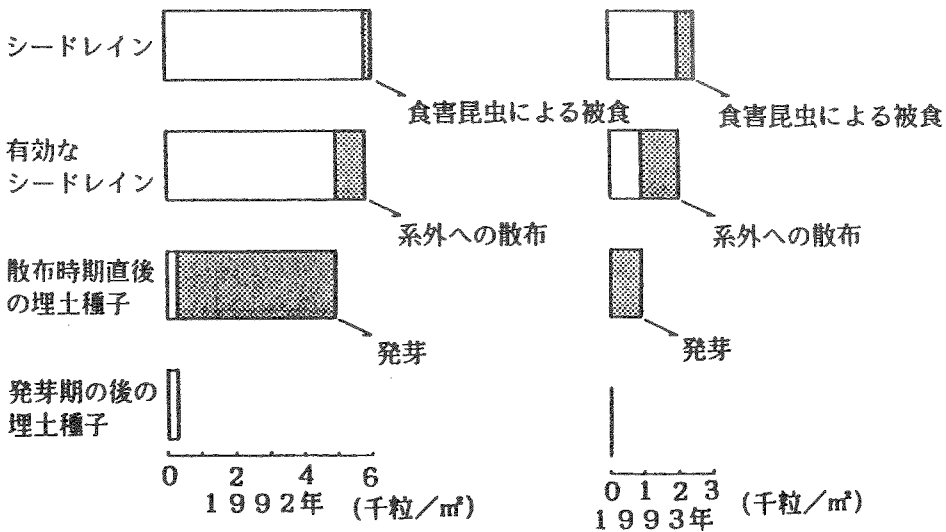 シードレイン
食害昆虫による被食
食害昆虫による被食
有効な
シードレイン
系外への散布
系外への散布
散布時期直後
の埋土種子
発芽
発芽
発芽期の後の
埋土種子
0 2 4 6
1992年 (千粒／㎡)
0 1 2 3
1993年 (千粒／㎡)